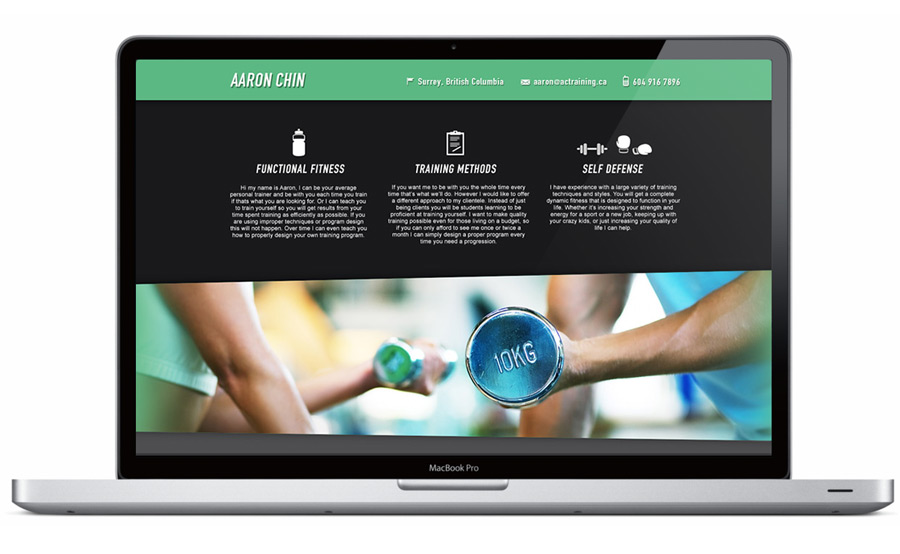 AARON CHIN
Surrey, British Columbia
aaron@actraining.ca
604 916 7896
FUNCTIONAL FITNESS
Hi my name is Aaron, I can be your average
personal trainer and be with you each time you train
if thats what you are looking for. Or I can teach you
to train yourself so you will get results from your
time spent training as efficiently as possible. If you
are using improper techniques or program design
this will not happen. Over time I can even teach you
how to properly design your own training program.
TRAINING METHODS
If you want me to be with you the whole time every
time that's what we'll do. However I would like to offer
a different approach to my clientele. Instead of just
being clients you will be students learning to be
proficient at training yourself. I want to make quality
training possible even for those living on a budget, so
if you can only afford to see me once or twice a
month I can simply design a proper program every
time you need a progression.
SELF DEFENSE
I have experience with a large variety of training
techniques and styles. You will get a complete
dynamic fitness that is designed to function in your
life. Whether it's increasing your strength and
energy for a sport or a new job, keeping up with
your crazy kids, or just increasing your quality of
life I can help.
10KG
MacBook Pro